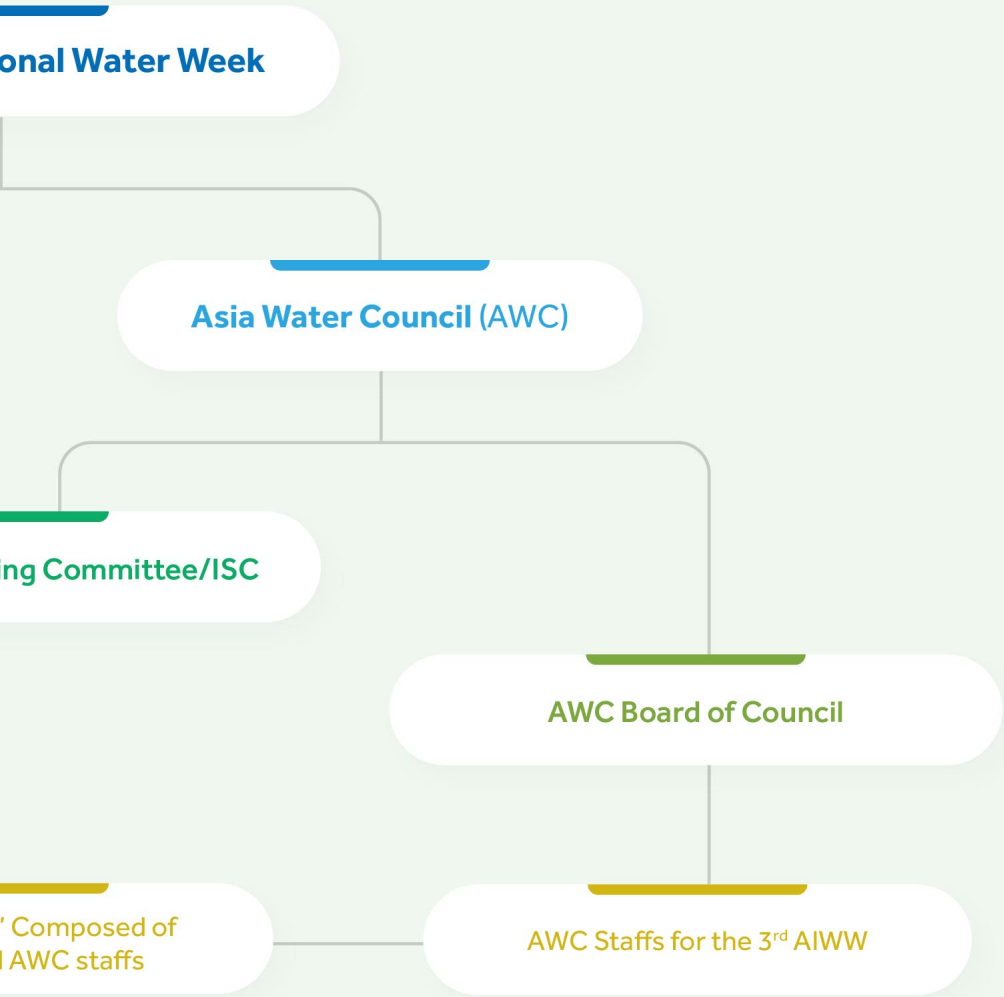 onal Water Week
Asia Water Council (AWC)
ing Committee/ISC
AWC Board of Council
' Composed of
AWC staffs
AWC Staffs for the 3rd AIWW